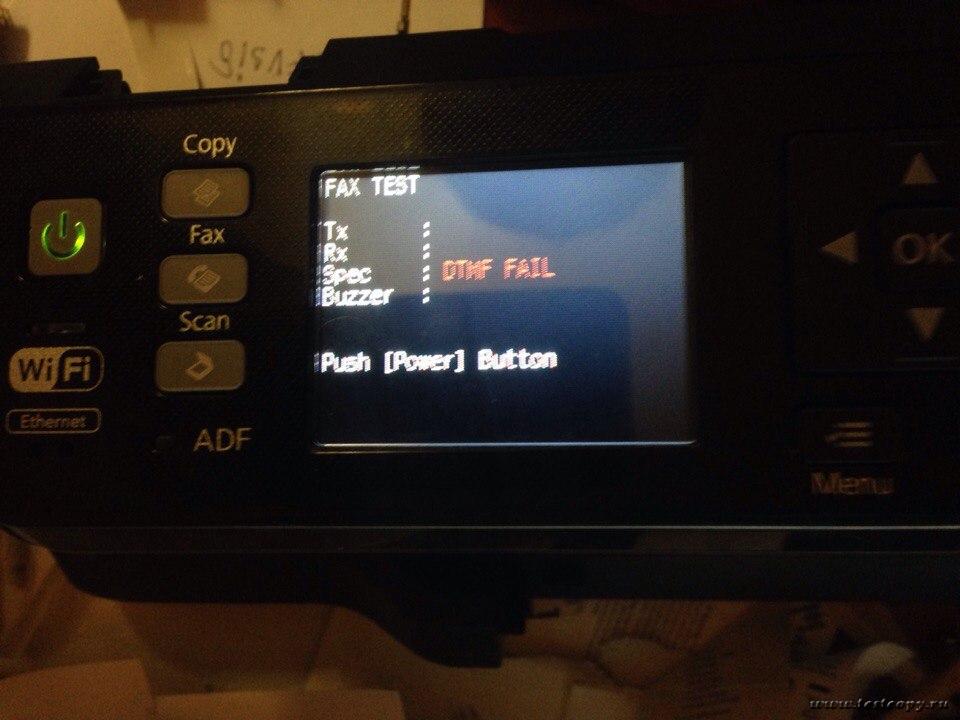 Copy
Fax
Scan
WiFi
Ethernet
ADF
FAX TEST
Tx :
Rx :
Spec : DTMF FAIL
Buzzer :
Push [Power] Button
OK
Menu
www.testcopy.ru